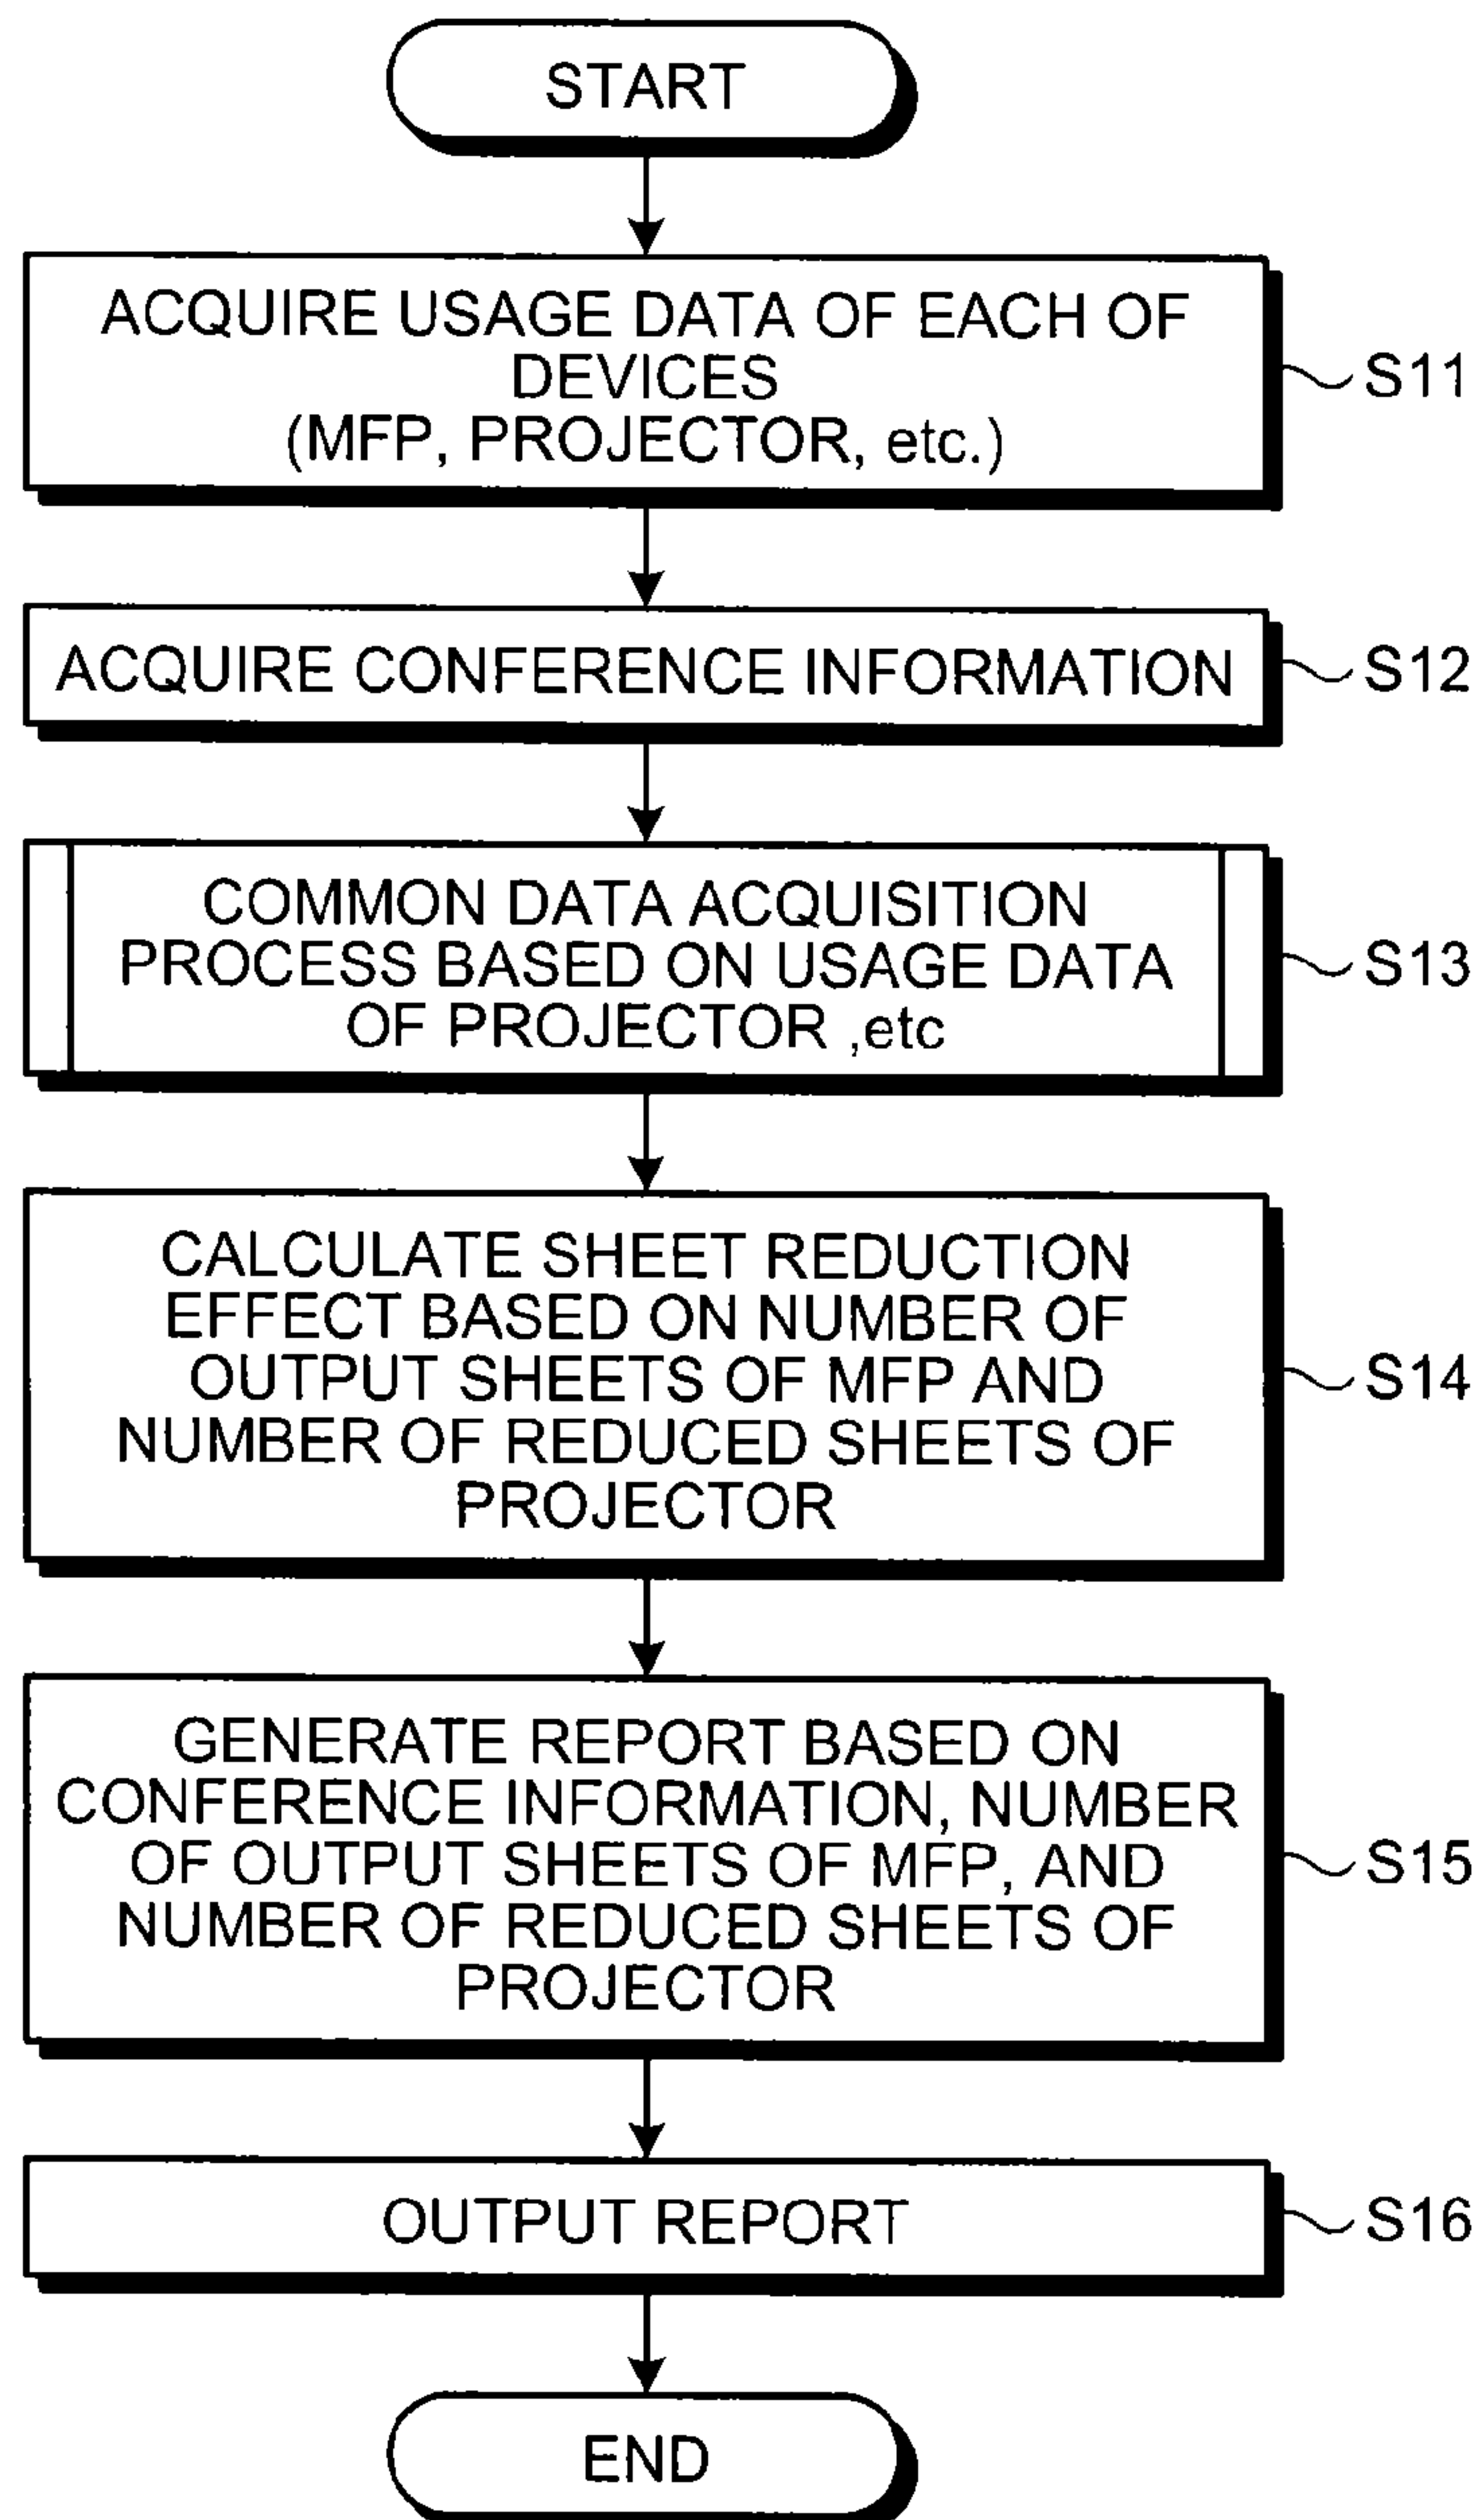 START
ACQUIRE USAGE DATA OF EACH OF
DEVICES
(MFP, PROJECTOR, etc.)
S11
ACQUIRE CONFERENCE INFORMATION
S12
COMMON DATA ACQUISITION
PROCESS BASED ON USAGE DATA
OF PROJECTOR ,etc
S13
CALCULATE SHEET REDUCTION
EFFECT BASED ON NUMBER OF
OUTPUT SHEETS OF MFP AND
NUMBER OF REDUCED SHEETS OF
PROJECTOR
S14
GENERATE REPORT BASED ON
CONFERENCE INFORMATION, NUMBER
OF OUTPUT SHEETS OF MFP, AND
NUMBER OF REDUCED SHEETS OF
PROJECTOR
S15
OUTPUT REPORT
S16
END